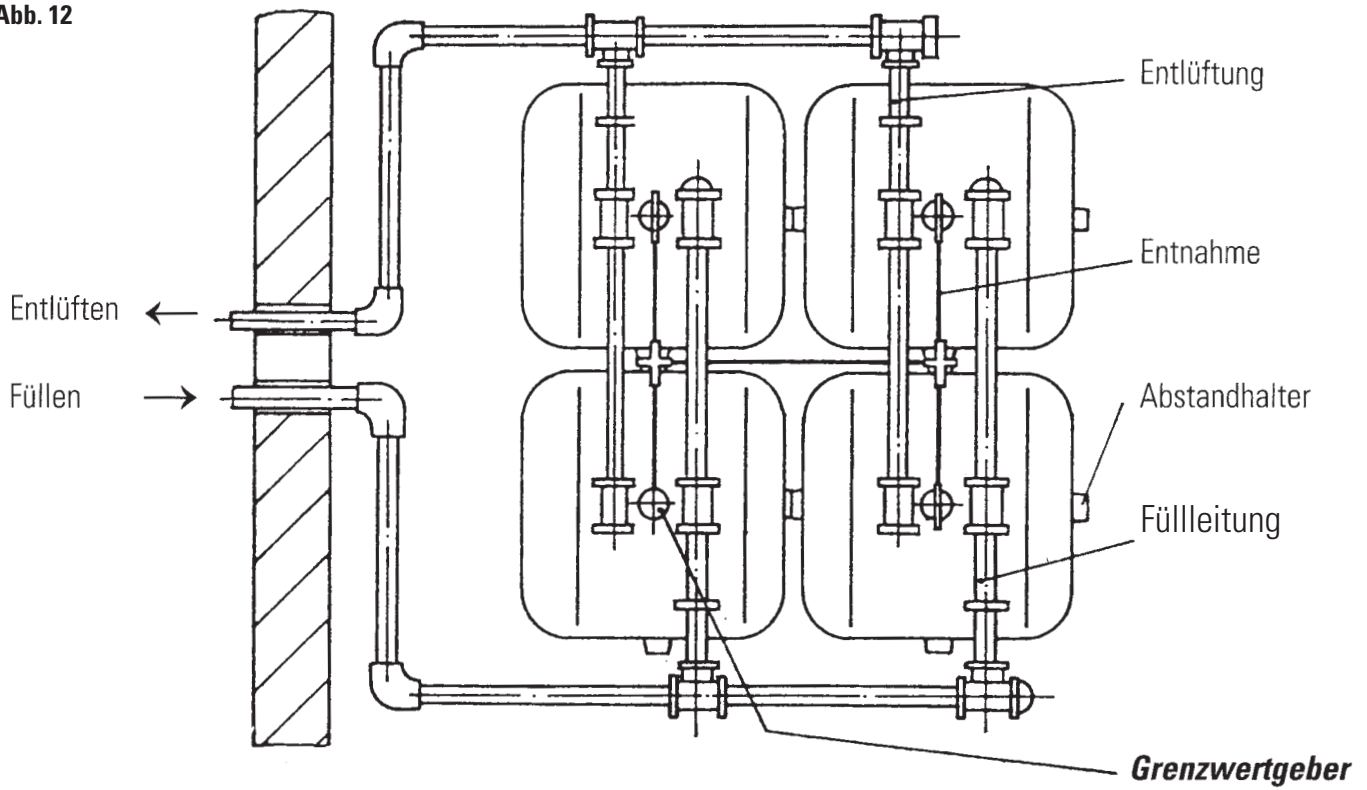 Abb. 12
Entlüftung
Entnahme
Entlüften
Füllen
Abstandhalter
Füllleitung
Grenzwertgeber